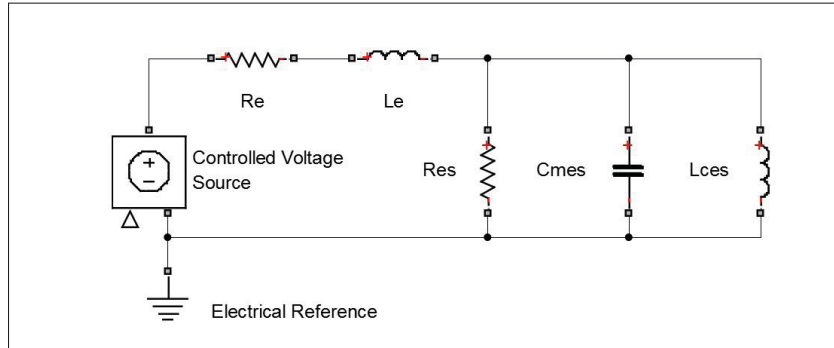 Re
Le
Controlled Voltage
Source
Res
Cmes
Lces
Electrical Reference